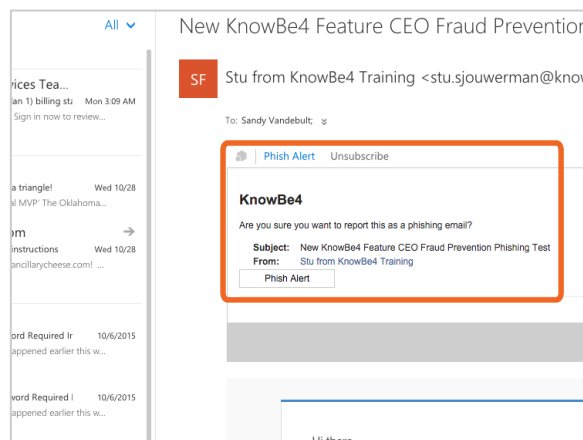 All
New KnowBe4 Feature CEO Fraud Prevention
SF
Stu from KnowBe4 Training <stu.sjouwerman@know
To: Sandy Vandebult;
Phish Alert Unsubscribe
KnowBe4
Are you sure you want to report this as a phishing email?
Subject: New KnowBe4 Feature CEO Fraud Prevention Phishing Test
From: Stu from KnowBe4 Training
Phish Alert
Hi there
vices Tea...
lan 1) billing sta Mon 3:09 AM
Sign in now to review...
a triangle! Wed 10/28
al MVP' The Oklahoma...
om
instructions Wed 10/28
ancillarycheese.com! ...
ord Required Ir 10/6/2015
appened earlier this w...
word Required I 10/6/2015
appened earlier this w...